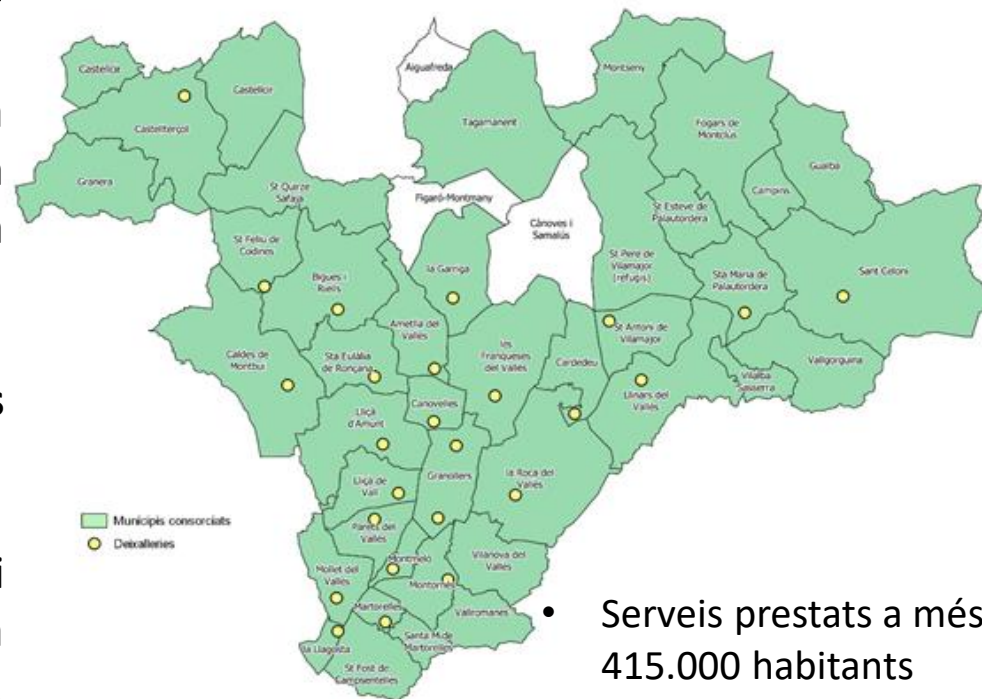 Castellcir
Castellterçol
Castellcir
Granera
St Quirze
Safaja
Aiguafreda
Tagamanent
Montseny
Fogars de
Montclús
Gualba
Campins
Figaró-Montmany
Cànoves i
Samalús
St Esteve de
Palautordera
St Pere de
Vilamajor
(refugis)
Sta Maria de
Palautordera
Sant Celoni
St Feliu de
Codines
Bigues i
Riells
la Garriga
Ametlla del
Vallès
les
Franqueses
del Vallès
Cardedeu
St Antoni de
Vilamajor
Llinars del
Vallès
Vilalba
Sasserra
Vallgorguina
Caldes de
Montbui
Sta Eulàlia
de Ronçana
Canovelles
Lliçà
d'Amunt
Granollers
la Roca del
Vallès
Lliçà de
Vall
Parets del
Vallès
Montmeló
Vilanova del
Vallès
Mollet del
Vallès
Montornès
Martorelles
Vallromanes
Santa M. de
Martorelles
la Llagosta
St Fost de
Campsentelles
Municipis consorciats
Deixalleries
• Serveis prestats a més
415.000 habitants